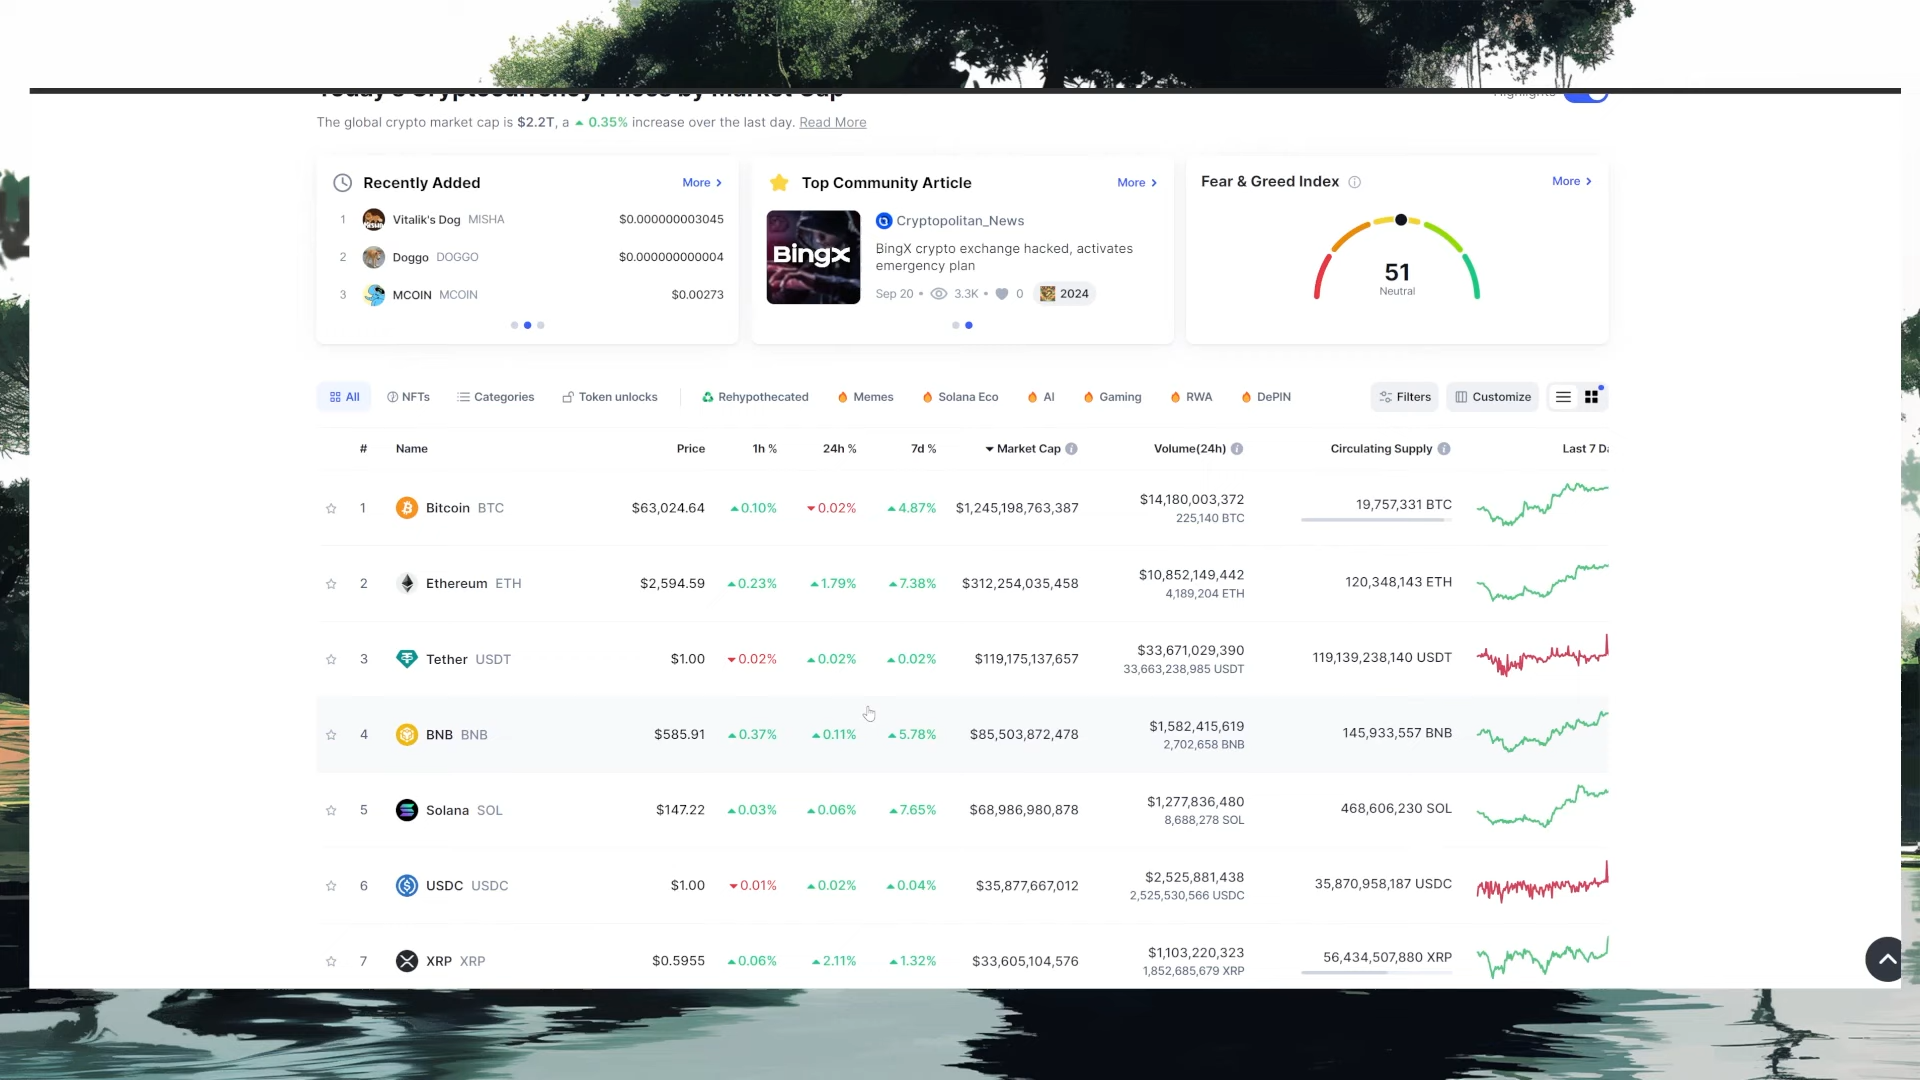 Today's Cryptocurrency Prices by Market Cap
Highlights
The global crypto market cap is $2.2T, a 0.35% increase over the last day. Read More
Recently Added
More
1 Vitalik's Dog MISHA $0.000000003045
2 Doggo DOGGO $0.000000000004
3 MCOIN MCOIN $0.00273
Top Community Article
More
BingX
Cryptopolitan_News
BingX crypto exchange hacked, activates
emergency plan
Sep 20 • 3.3K • 0 2024
Fear & Greed Index
More
51
Neutral
All NFTs Categories Token unlocks Rehypothecated Memes Solana Eco AI Gaming RWA DePIN Filters Customize
# Name Price 1h % 24h % 7d % Market Cap Volume(24h) Circulating Supply Last 7 Da
1 Bitcoin BTC $63,024.64 0.10% 0.02% 4.87% $1,245,198,763,387 $14,180,003,372 19,757,331 BTC
225,140 BTC
2 Ethereum ETH $2,594.59 0.23% 1.79% 7.38% $312,254,035,458 $10,852,149,442 120,348,143 ETH
4,189,204 ETH
3 Tether USDT $1.00 0.02% 0.02% 0.02% $119,175,137,657 $33,671,029,390 119,139,238,140 USDT
33,663,238,985 USDT
4 BNB BNB $585.91 0.37% 0.11% 5.78% $85,503,872,478 $1,582,415,619 145,933,557 BNB
2,702,658 BNB
5 Solana SOL $147.22 0.03% 0.06% 7.65% $68,986,980,878 $1,277,836,480 468,606,230 SOL
8,688,278 SOL
6 USDC USDC $1.00 0.01% 0.02% 0.04% $35,877,667,012 $2,525,881,438 35,870,958,187 USDC
2,525,530,566 USDC
7 XRP XRP $0.5955 0.06% 2.11% 1.32% $33,605,104,576 $1,103,220,323 56,434,507,880 XRP
1,852,685,679 XRP